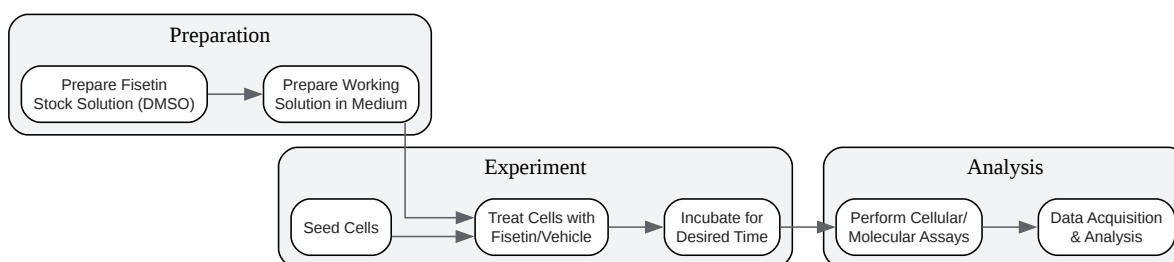 Preparation
Prepare Fisetin
Stock Solution (DMSO)
Prepare Working
Solution in Medium
Experiment
Seed Cells
Treat Cells with
Fisetin/Vehicle
Incubate for
Desired Time
Analysis
Perform Cellular/
Molecular Assays
Data Acquisition
& Analysis